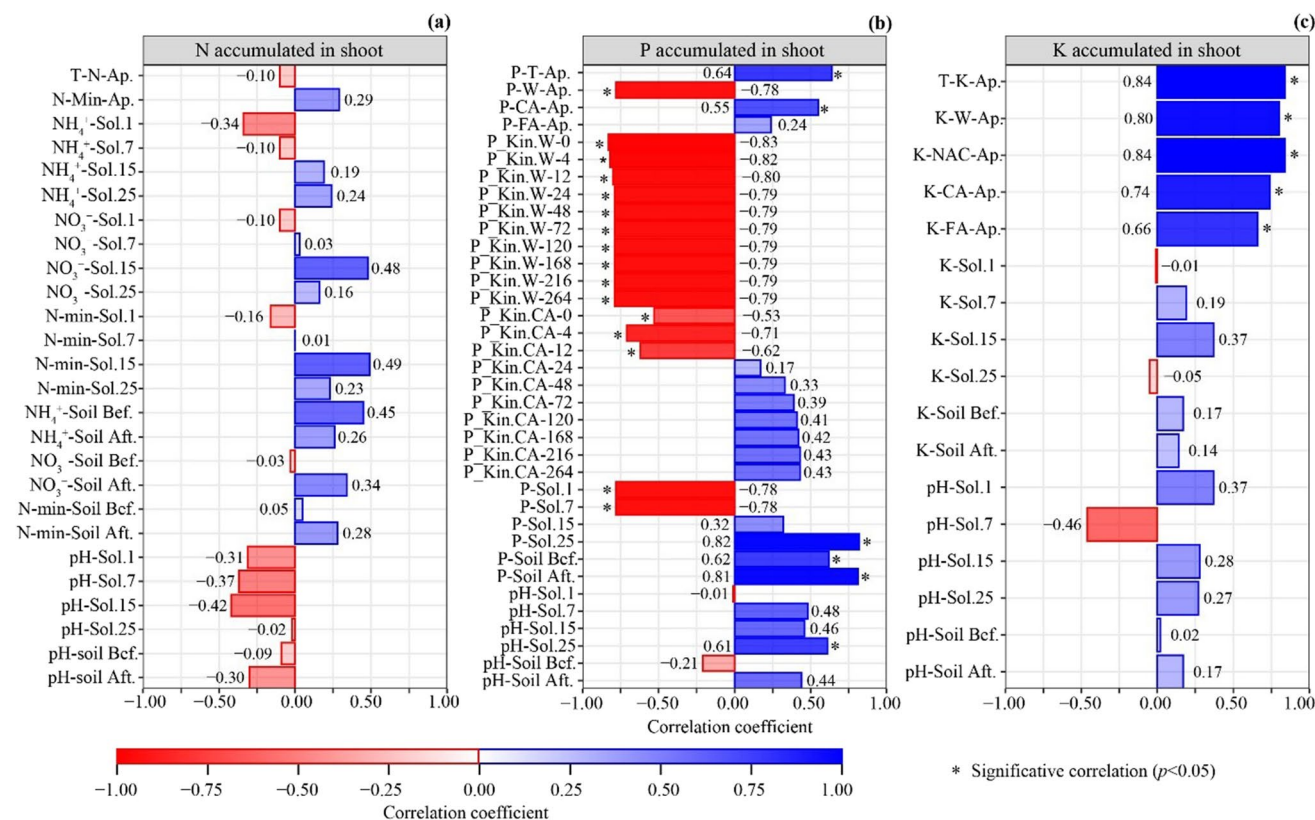 (a)
N accumulated in shoot
T-N-Ap. −0.10
N-Min-Ap. 0.29
NH₄⁺-Sol.1 −0.34
NH₄⁺-Sol.7 −0.10
NH₄⁺-Sol.15 0.19
NH₄⁺-Sol.25 0.24
NO₃⁻-Sol.1 −0.10
NO₃⁻-Sol.7 0.03
NO₃⁻-Sol.15 0.48
NO₃⁻-Sol.25 0.16
N-min-Sol.1 −0.16
N-min-Sol.7 0.01
N-min-Sol.15 0.49
N-min-Sol.25 0.23
NH₄⁺-Soil Bef. 0.45
NH₄⁺-Soil Aft. 0.26
NO₃⁻-Soil Bef. −0.03
NO₃⁻-Soil Aft. 0.34
N-min-Soil Bef. 0.05
N-min-Soil Aft. 0.28
pH-Sol.1 −0.31
pH-Sol.7 −0.37
pH-Sol.15 −0.42
pH-Sol.25 −0.02
pH-soil Bef. −0.09
pH-soil Aft. −0.30
−1.00 −0.50 0.00 0.50 1.00
(b)
P accumulated in shoot
P-T-Ap. 0.64 *
P-W-Ap. * −0.78
P-CA-Ap. 0.55 *
P-FA-Ap. 0.24
P_Kin.W-0 * −0.83
P_Kin.W-4 * −0.82
P_Kin.W-12 * −0.80
P_Kin.W-24 * −0.79
P_Kin.W-48 * −0.79
P_Kin.W-72 * −0.79
P_Kin.W-120 * −0.79
P_Kin.W-168 * −0.79
P_Kin.W-216 * −0.79
P_Kin.W-264 * −0.79
P_Kin.CA-0 * −0.53
P_Kin.CA-4 * −0.71
P_Kin.CA-12 * −0.62
P_Kin.CA-24 0.17
P_Kin.CA-48 0.33
P_Kin.CA-72 0.39
P_Kin.CA-120 0.41
P_Kin.CA-168 0.42
P_Kin.CA-216 0.43
P_Kin.CA-264 0.43
P-Sol.1 * −0.78
P-Sol.7 * −0.78
P-Sol.15 0.32
P-Sol.25 0.82 *
P-Soil Bef. 0.62 *
P-Soil Aft. 0.81 *
pH-Sol.1 −0.01
pH-Sol.7 0.48
pH-Sol.15 0.46
pH-Sol.25 0.61 *
pH-Soil Bef. −0.21
pH-Soil Aft. 0.44
−1.00 −0.50 0.00 0.50 1.00
Correlation coefficient
(c)
K accumulated in shoot
T-K-Ap. 0.84 *
K-W-Ap. 0.80 *
K-NAC-Ap. 0.84 *
K-CA-Ap. 0.74 *
K-FA-Ap. 0.66 *
K-Sol.1 −0.01
K-Sol.7 0.19
K-Sol.15 0.37
K-Sol.25 −0.05
K-Soil Bef. 0.17
K-Soil Aft. 0.14
pH-Sol.1 0.37
pH-Sol.7 −0.46
pH-Sol.15 0.28
pH-Sol.25 0.27
pH-Soil Bef. 0.02
pH-Soil Aft. 0.17
−1.00 −0.50 0.00 0.50 1.00
−1.00 −0.75 −0.50 −0.25 0.00 0.25 0.50 0.75 1.00
Correlation coefficient
* Significative correlation (p<0.05)